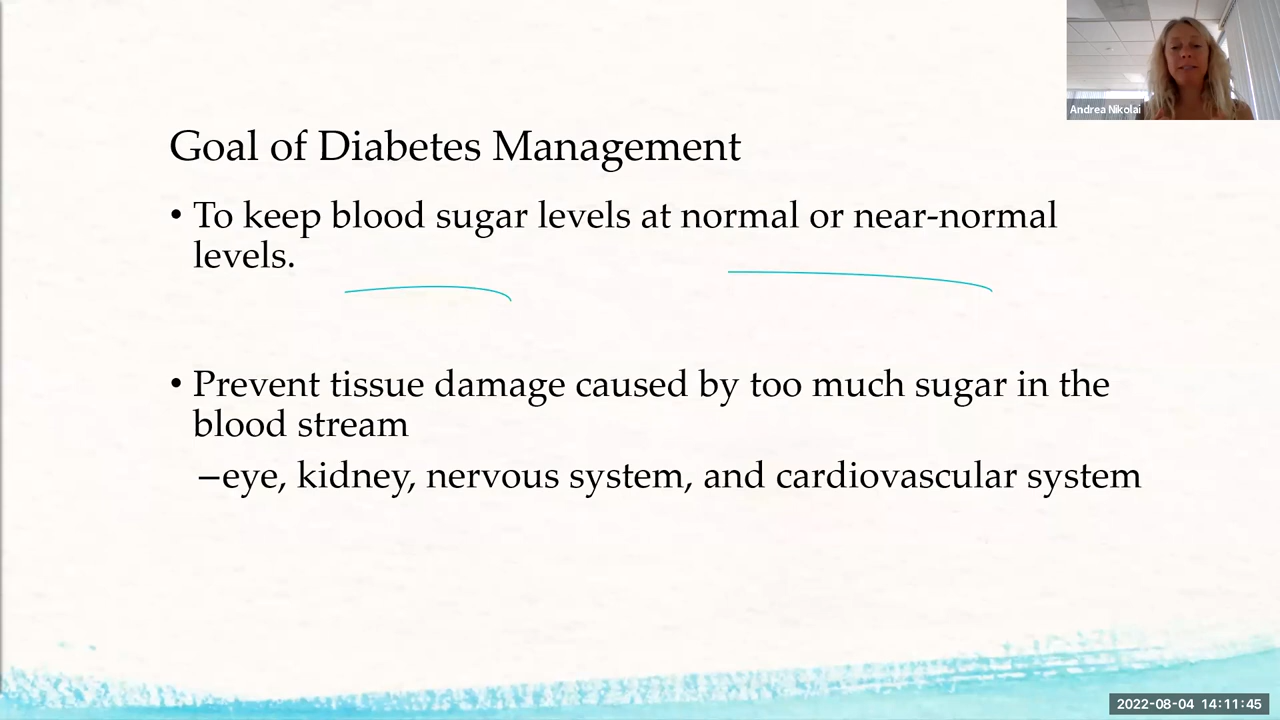 Andrea Nikolai
Goal of Diabetes Management
• To keep blood sugar levels at normal or near-normal
levels.
• Prevent tissue damage caused by too much sugar in the
blood stream
–eye, kidney, nervous system, and cardiovascular system
2022-08-04 14:11:45